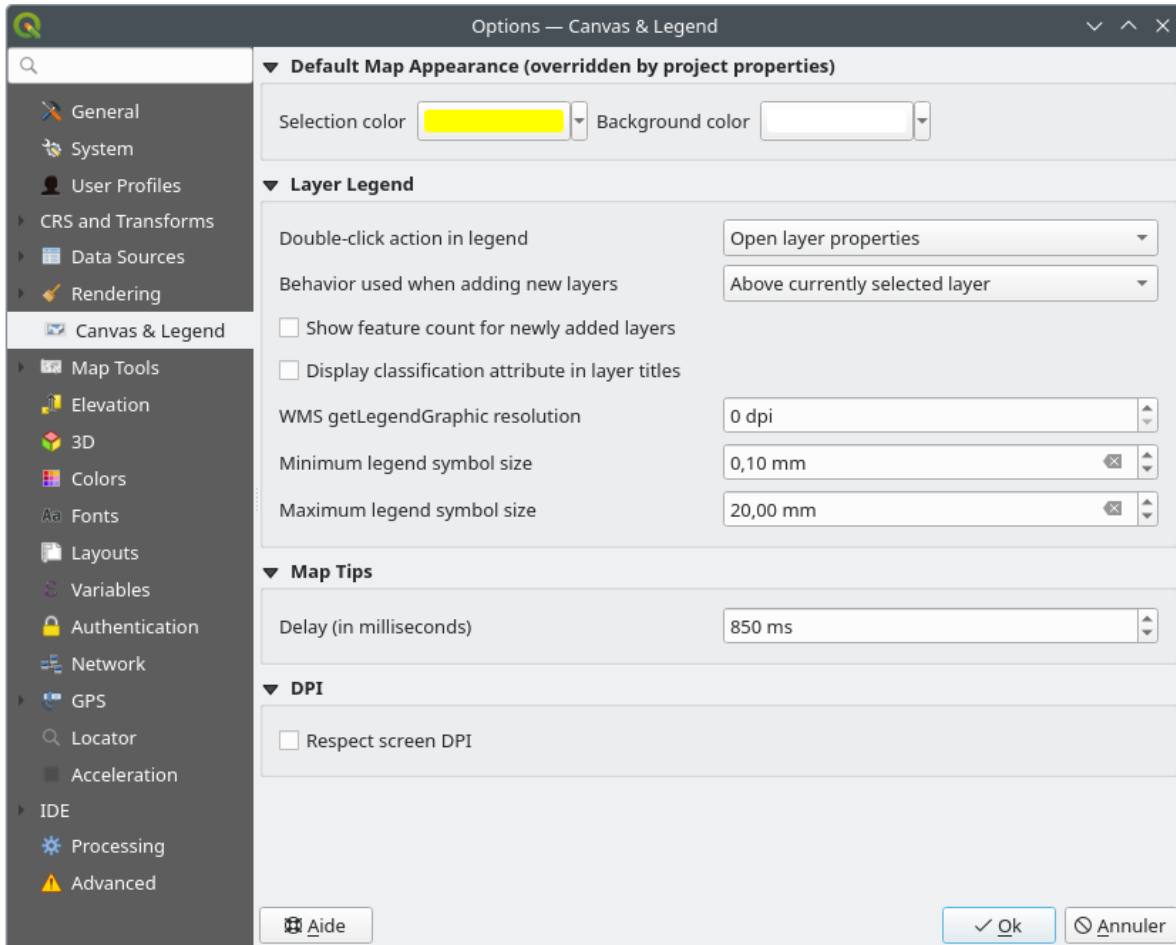 Options — Canvas & Legend
General
System
User Profiles
CRS and Transforms
Data Sources
Rendering
Canvas & Legend
Map Tools
Elevation
3D
Colors
Aa Fonts
Layouts
ε Variables
Authentication
Network
GPS
Locator
Acceleration
IDE
Processing
Advanced
Default Map Appearance (overridden by project properties)
Selection color Background color
Layer Legend
Double-click action in legend Open layer properties
Behavior used when adding new layers Above currently selected layer
Show feature count for newly added layers
Display classification attribute in layer titles
WMS getLegendGraphic resolution 0 dpi
Minimum legend symbol size 0,10 mm
Maximum legend symbol size 20,00 mm
Map Tips
Delay (in milliseconds) 850 ms
DPI
Respect screen DPI
Aide Ok Annuler